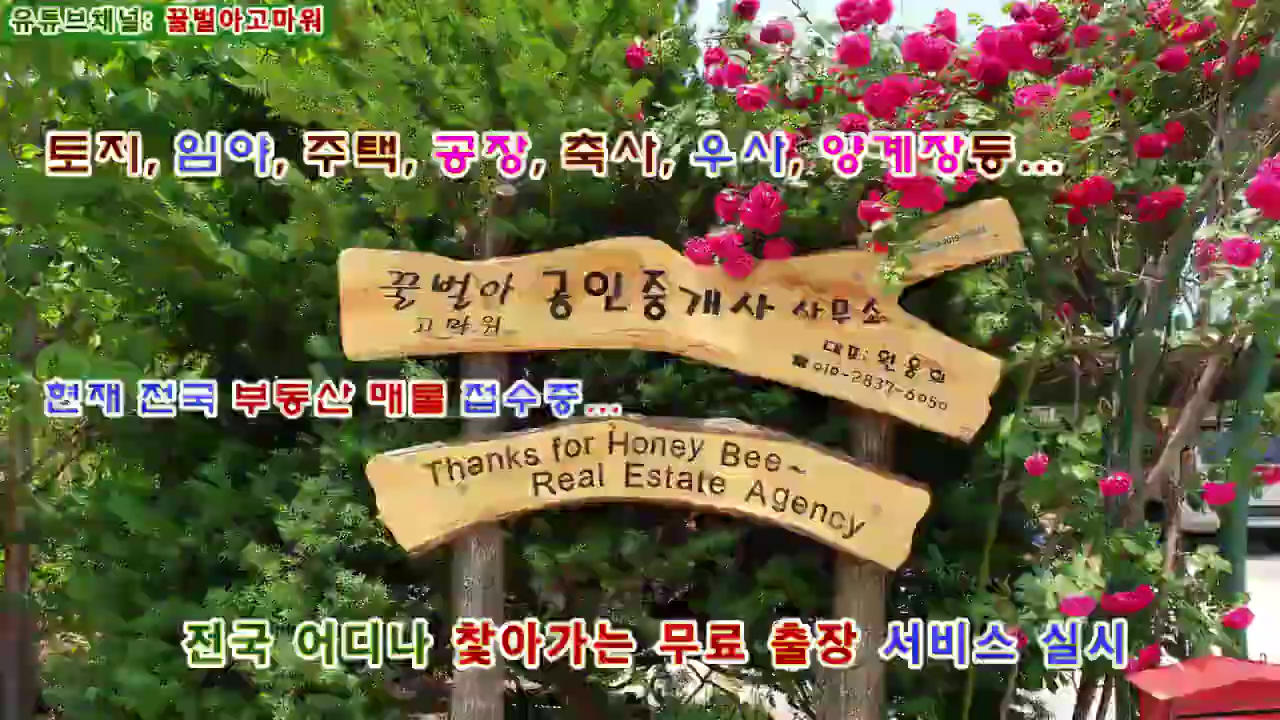 유튜브채널: 꿀벌아고마워
토지, 임야, 주택, 공장, 축사, 우사, 양계장등...
꿀벌아 공인중개사 사무소
고마워
대표 원용희
☎ 010-2837-6050
현재 전국 부동산 매물 접수중...
Thanks for Honey Bee~
Real Estate Agency
전국 어디나 찾아가는 무료 출장 서비스 실시